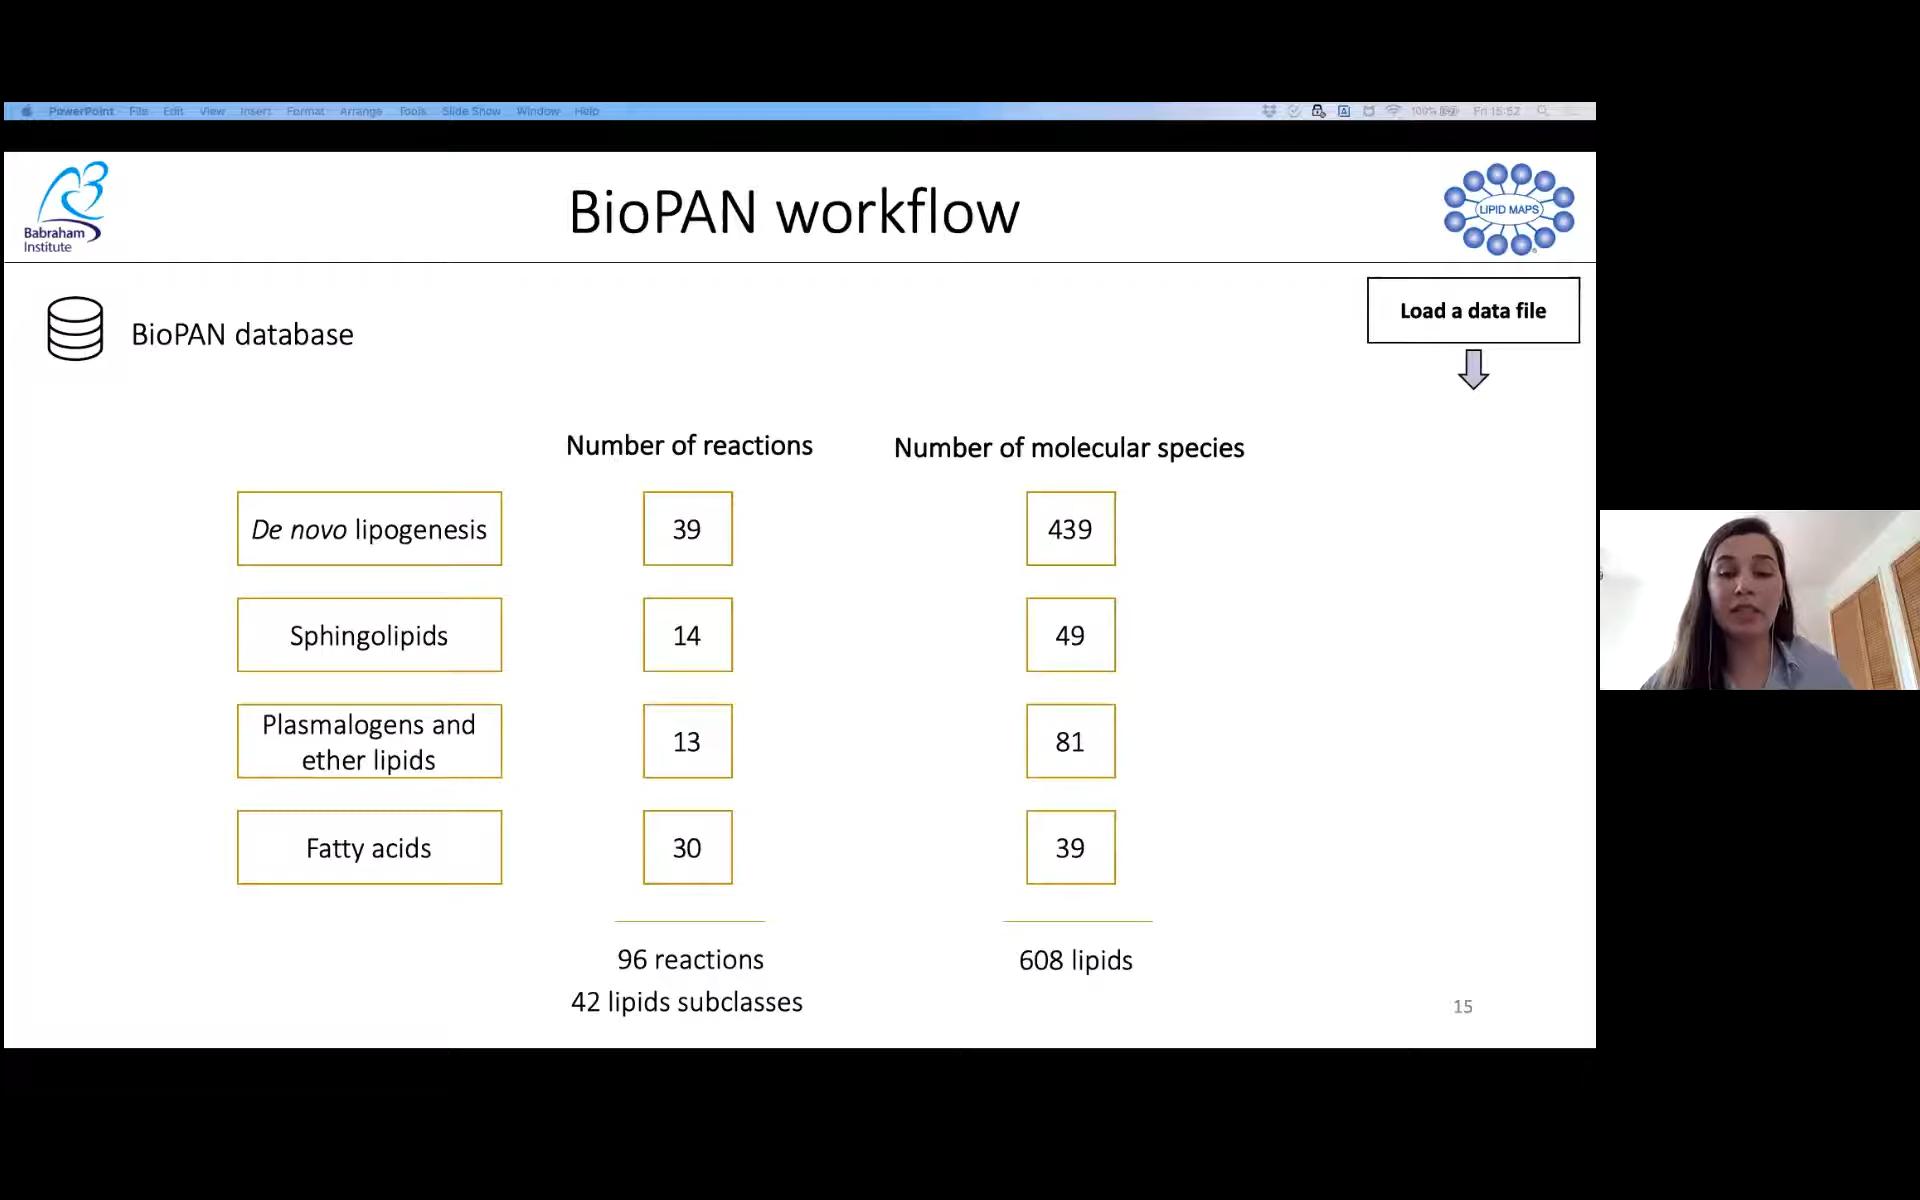 PowerPoint File Edit View Insert Format Arrange Tools Slide Show Window Help
100% Fri 15:52
Babraham
Institute
BioPAN workflow
LIPID MAPS
Load a data file
BioPAN database
Number of reactions
Number of molecular species
De novo lipogenesis
39
439
Sphingolipids
14
49
Plasmalogens and
ether lipids
13
81
Fatty acids
30
39
96 reactions
608 lipids
42 lipids subclasses
15